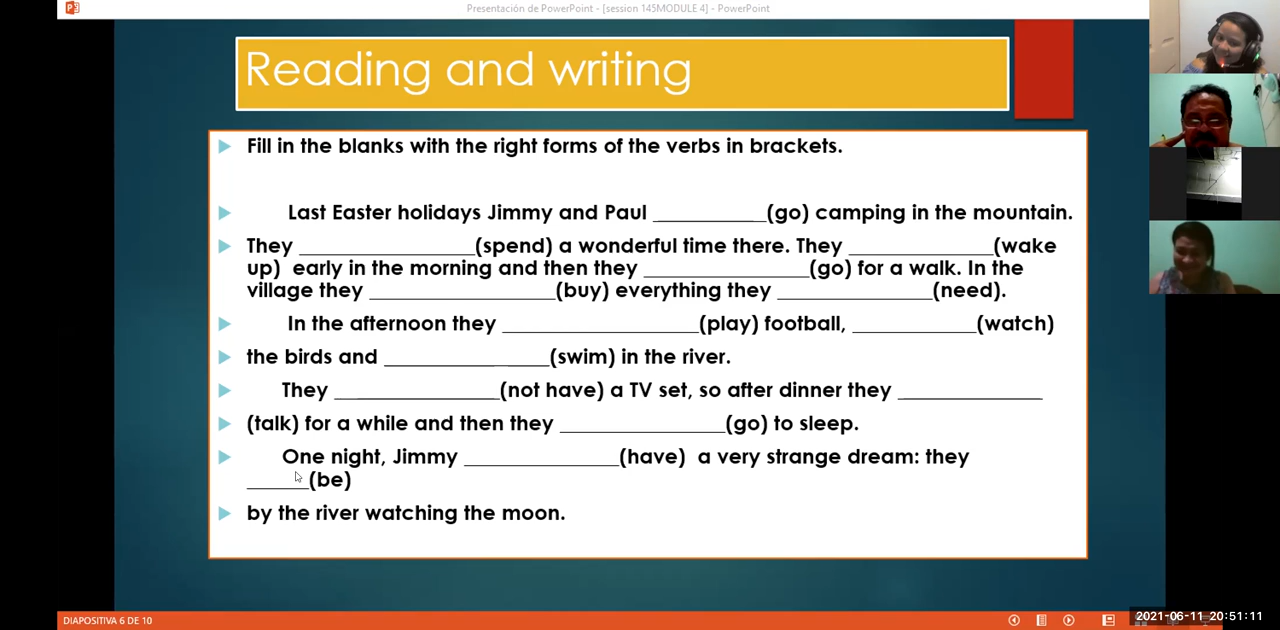 Presentación de PowerPoint - [session 145MODULE 4] - PowerPoint
Reading and writing
Fill in the blanks with the right forms of the verbs in brackets.
Last Easter holidays Jimmy and Paul __________(go) camping in the mountain.
They ________________(spend) a wonderful time there. They _____________(wake
up) early in the morning and then they _______________(go) for a walk. In the
village they _________________(buy) everything they ______________(need).
In the afternoon they __________________(play) football, ___________(watch)
the birds and _______________(swim) in the river.
They _______________(not have) a TV set, so after dinner they _____________
(talk) for a while and then they _______________(go) to sleep.
One night, Jimmy ______________(have) a very strange dream: they
______(be)
by the river watching the moon.
DIAPOSITIVA 6 DE 10
2021-06-11 20:51:11